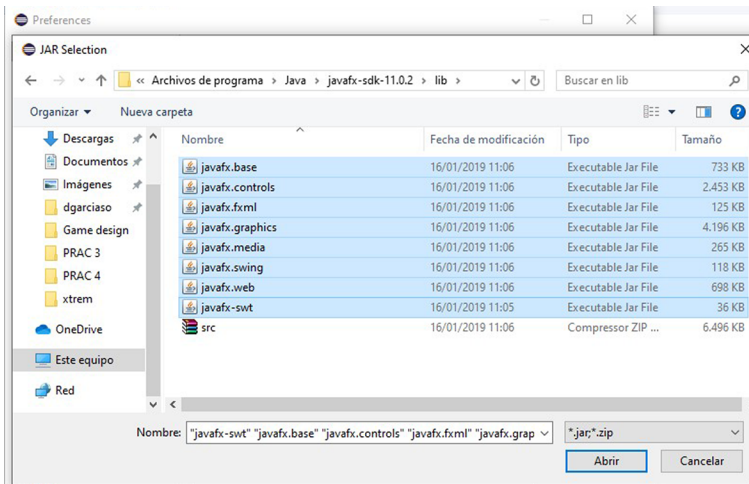 Preferences
JAR Selection
« Archivos de programa > Java > javafx-sdk-11.0.2 > lib >
Buscar en lib
Organizar
Nueva carpeta
Descargas
Documentos
Imágenes
dgarciaso
Game design
PRAC 3
PRAC 4
xtrem
OneDrive
Este equipo
Red
Nombre Fecha de modificación Tipo Tamaño
javafx.base 16/01/2019 11:06 Executable Jar File 733 KB
javafx.controls 16/01/2019 11:06 Executable Jar File 2.453 KB
javafx.fxml 16/01/2019 11:06 Executable Jar File 125 KB
javafx.graphics 16/01/2019 11:06 Executable Jar File 4.196 KB
javafx.media 16/01/2019 11:06 Executable Jar File 265 KB
javafx.swing 16/01/2019 11:06 Executable Jar File 118 KB
javafx.web 16/01/2019 11:06 Executable Jar File 698 KB
javafx-swt 16/01/2019 11:05 Executable Jar File 36 KB
src 16/01/2019 11:06 Compressor ZIP ... 6.496 KB
Nombre: "javafx-swt" "javafx.base" "javafx.controls" "javafx.fxml" "javafx.grap
*.jar;*.zip
Abrir
Cancelar